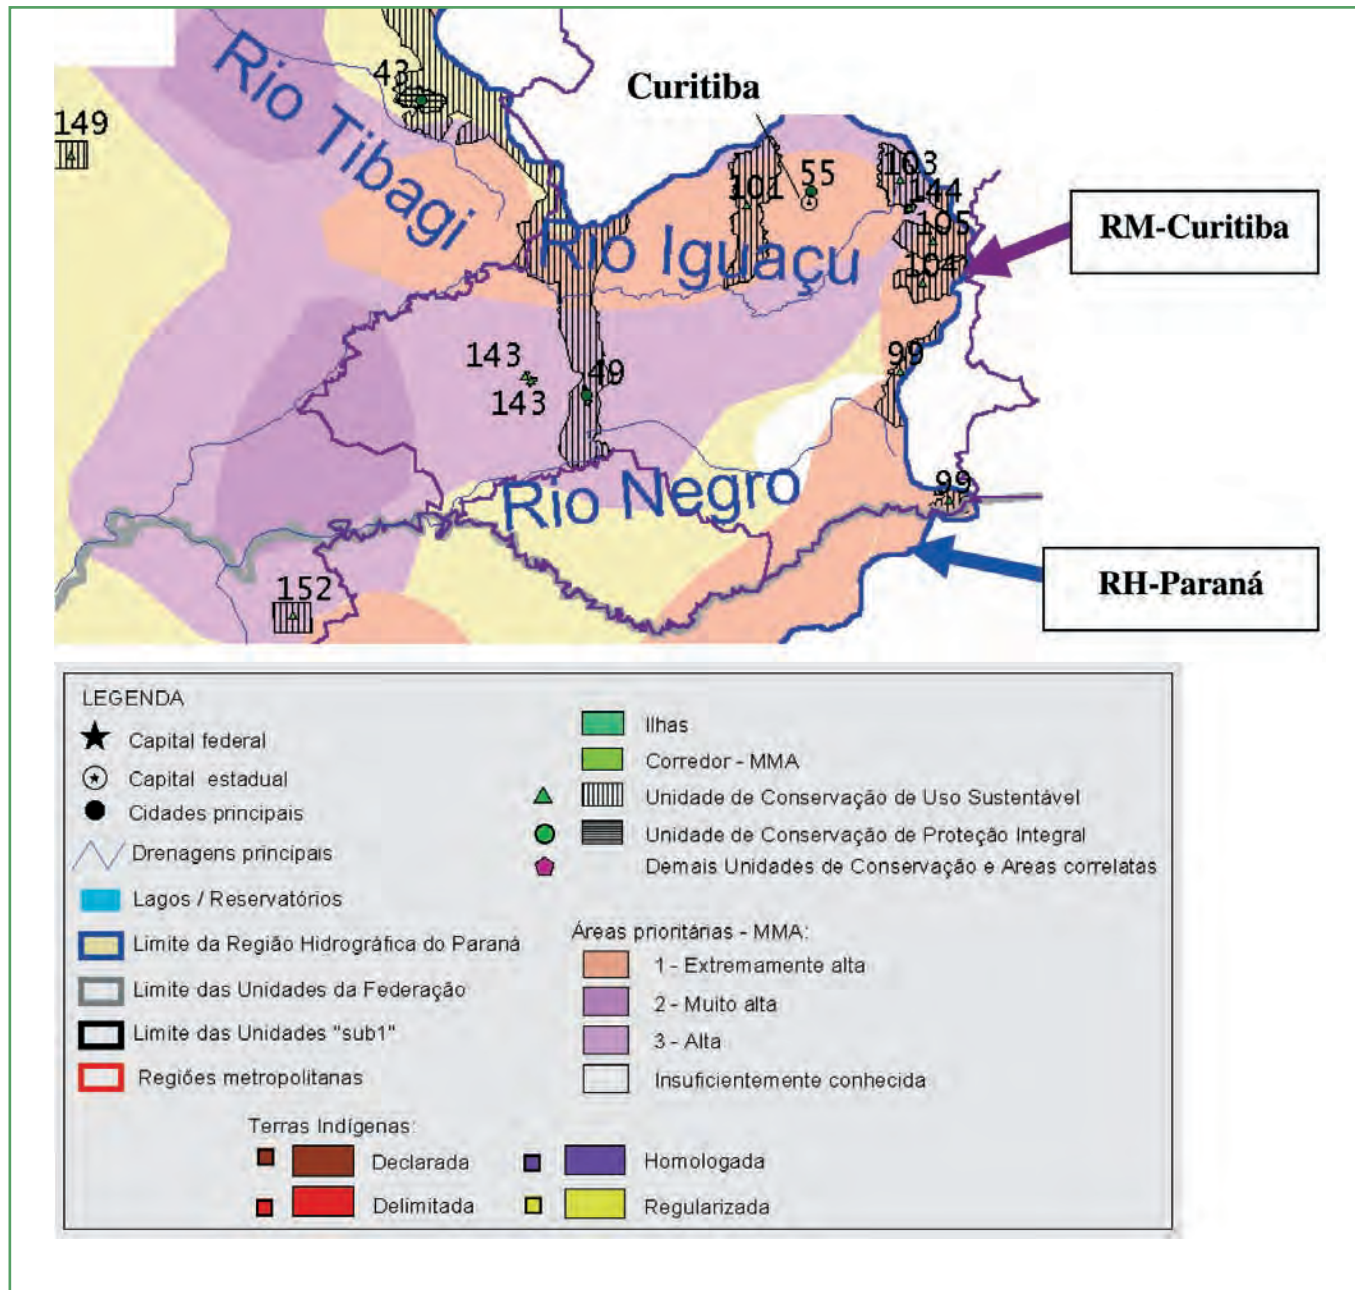 Curitiba
43
149
Rio Tibagi
101
55
103
144
105
104
Rio Iguaçu
RM-Curitiba
143
143
49
99
Rio Negro
99
152
RH-Paraná
LEGENDA
Capital federal
Capital estadual
Cidades principais
Drenagens principais
Lagos / Reservatórios
Limite da Região Hidrográfica do Paraná
Limite das Unidades da Federação
Limite das Unidades "sub1"
Regiões metropolitanas
Ilhas
Corredor - MMA
Unidade de Conservação de Uso Sustentável
Unidade de Conservação de Proteção Integral
Demais Unidades de Conservação e Areas correlatas
Áreas prioritárias - MMA:
1 - Extremamente alta
2 - Muito alta
3 - Alta
Insuficientemente conhecida
Terras Indígenas:
Declarada
Delimitada
Homologada
Regularizada